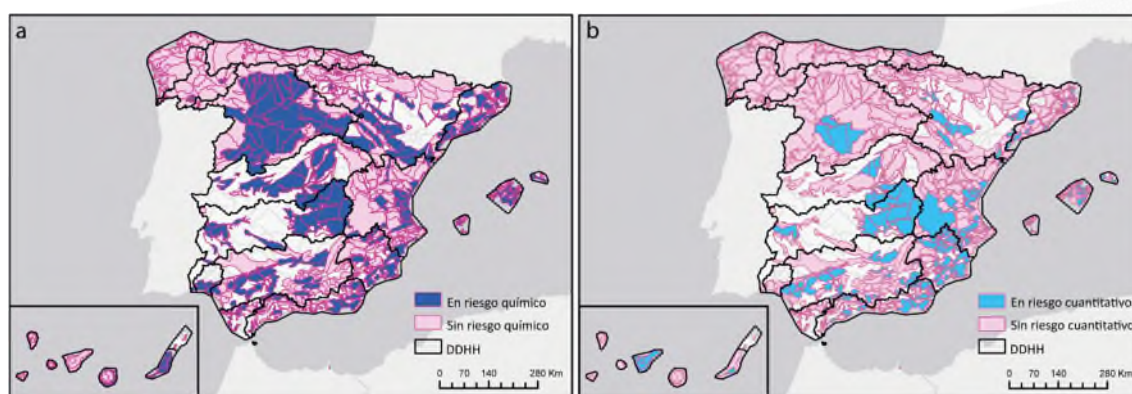 a
En riesgo químico
Sin riesgo químico
DDHH
0 70 140 280 Km
b
En riesgo cuantitativo
Sin riesgo cuantitativo
DDHH
0 70 140 280 Km